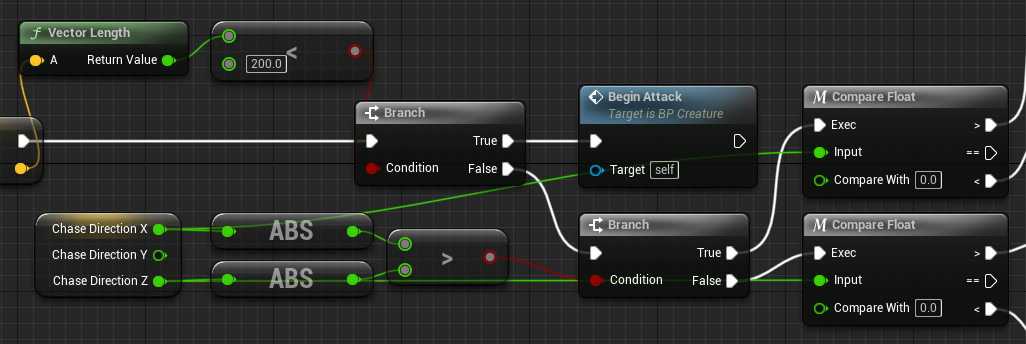 f Vector Length
A Return Value
<
200.0
Branch
True
Condition False
Begin Attack
Target is BP Creature
Target self
M Compare Float
Exec >
Input ==
Compare With 0.0 <
Chase Direction X
Chase Direction Y
Chase Direction Z
ABS
ABS
>
Branch
True
Condition False
M Compare Float
Exec >
Input ==
Compare With 0.0 <